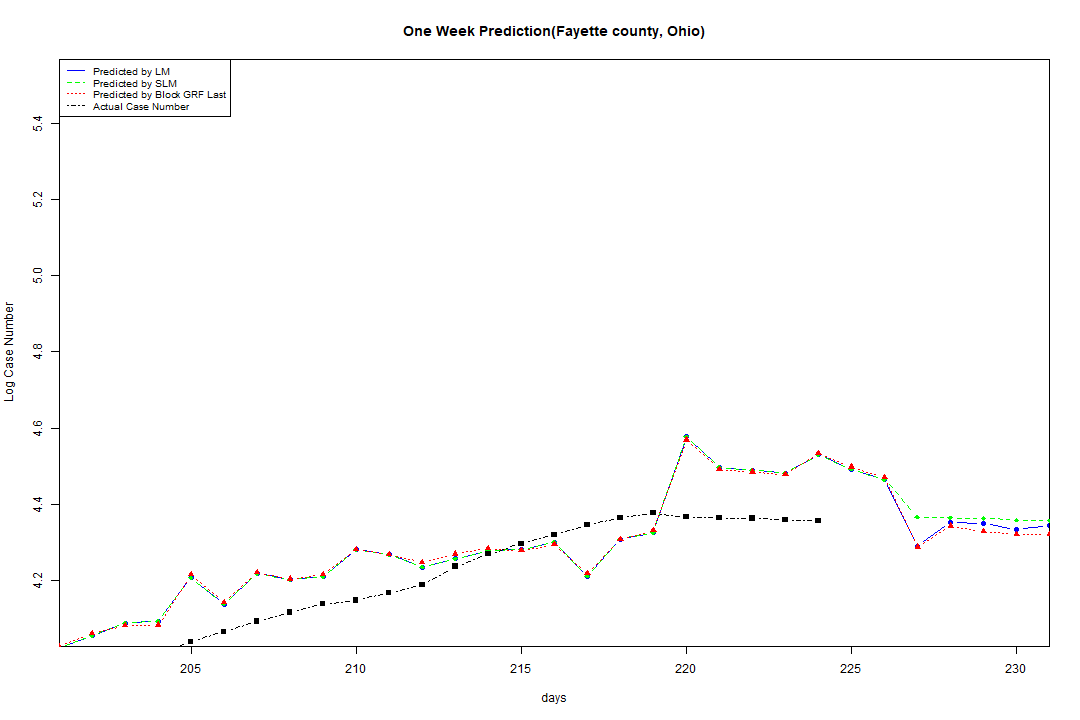 One Week Prediction(Fayette county, Ohio)
Predicted by LM
Predicted by SLM
Predicted by Block GRF Last
Actual Case Number
5.4
5.2
5.0
4.8
4.6
4.4
4.2
Log Case Number
205 210 215 220 225 230
days